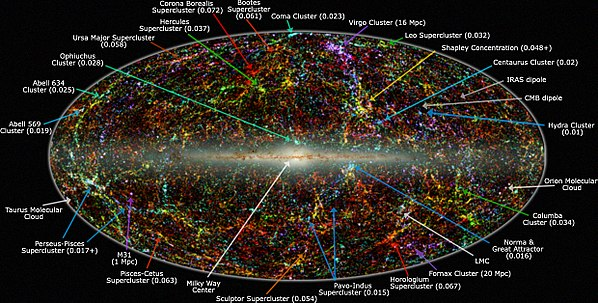 Corona Borealis
Supercluster (0.072)
Bootes
Supercluster
(0.061)
Coma Cluster (0.023)
Virgo Cluster (16 Mpc)
Hercules
Supercluster
(0.037)
Leo Supercluster (0.032)
Ursa Major Supercluster
(0.058)
Shapley Concentration (0.048+)
Ophiuchus
Cluster
(0.028)
Centaurus Cluster (0.02)
Abell 634
Cluster (0.025)
IRAS dipole
CMB dipole
Abell 569
Cluster (0.019)
Hydra Cluster
(0.01)
Orion Molecular
Cloud
Taurus Molecular
Cloud
Columba
Cluster
(0.034)
Perseus-Pisces
Supercluster (0.017+)
Norma &
Great Attractor
(0.016)
M31
(1 Mpc)
LMC
Pisces-Cetus
Supercluster (0.063)
Milky Way
Center
Fornax Cluster (20 Mpc)
Horologium
Supercluster
(0.067)
Pavo-Indus
Supercluster (0.015)
Sculptor Supercluster (0.054)